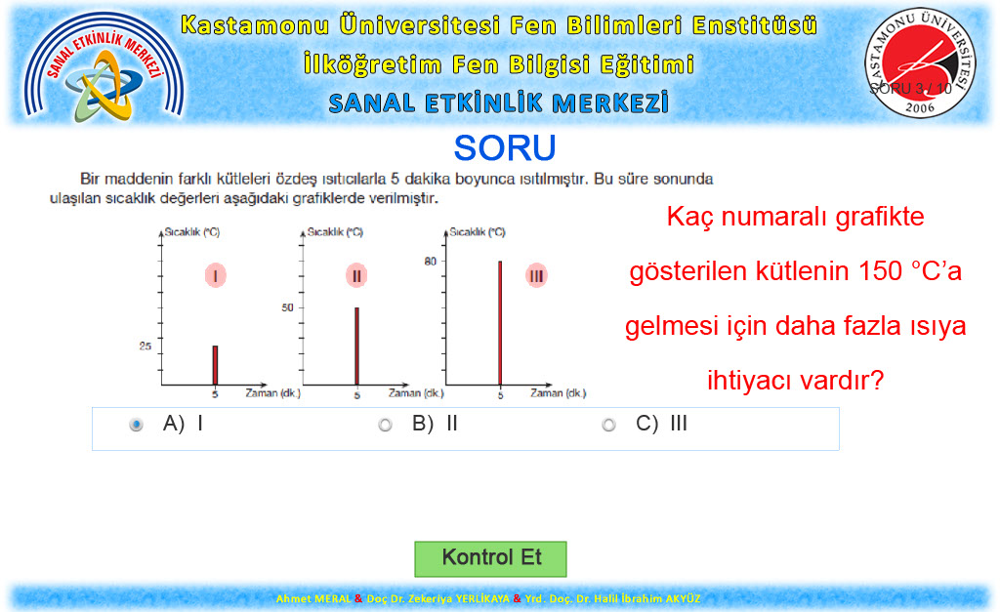 Kastamonu Üniversitesi Fen Bilimleri Enstitüsü
İlköğretim Fen Bilgisi Eğitimi
SANAL ETKİNLİK MERKEZİ
SANAL ETKİNLİK MERKEZİ
KASTAMONU ÜNİVERSİTESİ
2006
SORU 3 / 10
SORU
Bir maddenin farklı kütleleri özdeş ısıtıcılarla 5 dakika boyunca ısıtılmıştır. Bu süre sonunda
ulaşılan sıcaklık değerleri aşağıdaki grafiklerde verilmiştir.
Sıcaklık (°C)
I
25
5
Zaman (dk.)
Sıcaklık (°C)
II
50
5
Zaman (dk.)
Sıcaklık (°C)
III
80
5
Zaman (dk.)
Kaç numaralı grafikte
gösterilen kütlenin 150 °C’a
gelmesi için daha fazla ısıya
ihtiyacı vardır?
A) I
B) II
C) III
Kontrol Et
Ahmet MERAL & Doç Dr. Zekeriya YERLİKAYA & Yrd. Doç. Dr. Halil İbrahim AKYÜZ